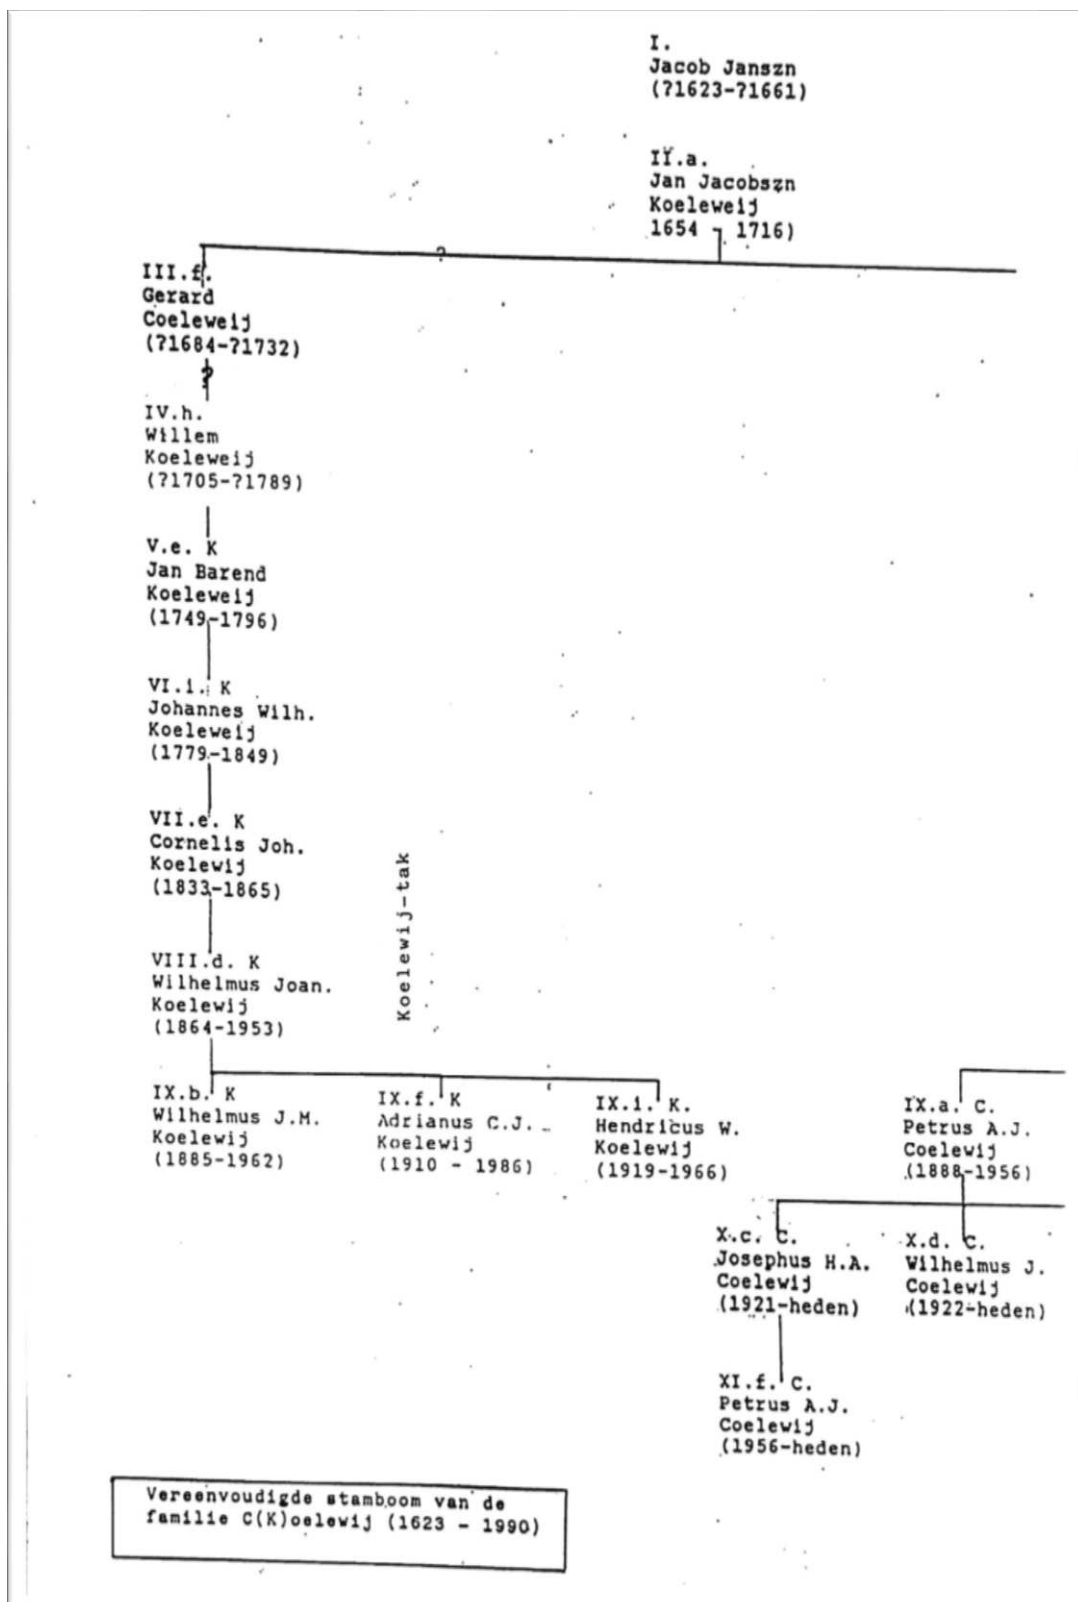 I.
Jacob Janszn
(?1623-?1661)
II.a.
Jan Jacobszn
Koeleweij
1654 - 1716)
?
III.f.
Gerard
Coeleweij
(?1684-?1732)
?
IV.h.
Willem
Koeleweij
(?1705-?1789)
V.e. K
Jan Barend
Koeleweij
(1749-1796)
VI.i. K
Johannes Wilh.
Koeleweij
(1779-1849)
VII.e. K
Cornelis Joh.
Koelewij
(1833-1865)
Koelewij-tak
VIII.d. K
Wilhelmus Joan.
Koelewij
(1864-1953)
IX.b. K
Wilhelmus J.M.
Koelewij
(1885-1962)
IX.f. K
Adrianus C.J.
Koelewij
(1910 - 1986)
IX.i. K.
Hendricus W.
Koelewij
(1919-1966)
IX.a. C.
Petrus A.J.
Coelewij
(1888-1956)
X.c. C.
Josephus H.A.
Coelewij
(1921-heden)
X.d. C.
Wilhelmus J.
Coelewij
(1922-heden)
XI.f. C.
Petrus A.J.
Coelewij
(1956-heden)
Vereenvoudigde stamboom van de
familie C(K)oelewij (1623 - 1990)